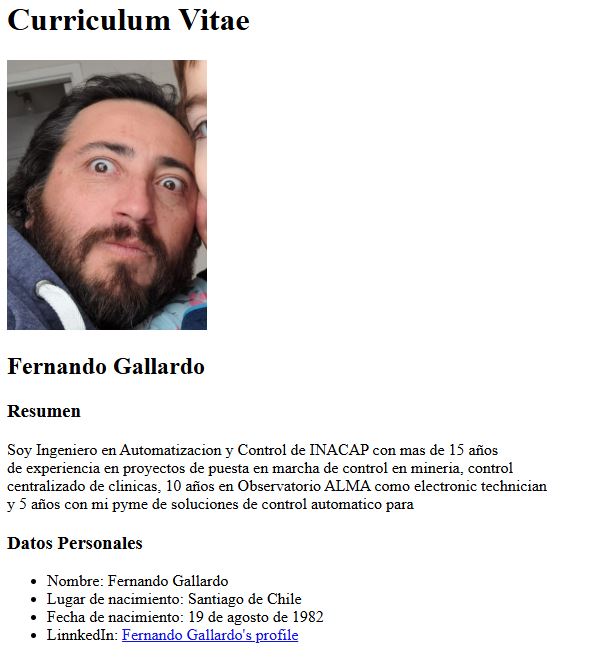 Curriculum Vitae
Fernando Gallardo
Resumen
Soy Ingeniero en Automatizacion y Control de INACAP con mas de 15 años
de experiencia en proyectos de puesta en marcha de control en mineria, control
centralizado de clinicas, 10 años en Observatorio ALMA como electronic technician
y 5 años con mi pyme de soluciones de control automatico para
Datos Personales
Nombre: Fernando Gallardo
Lugar de nacimiento: Santiago de Chile
Fecha de nacimiento: 19 de agosto de 1982
LinnkedIn: Fernando Gallardo's profile